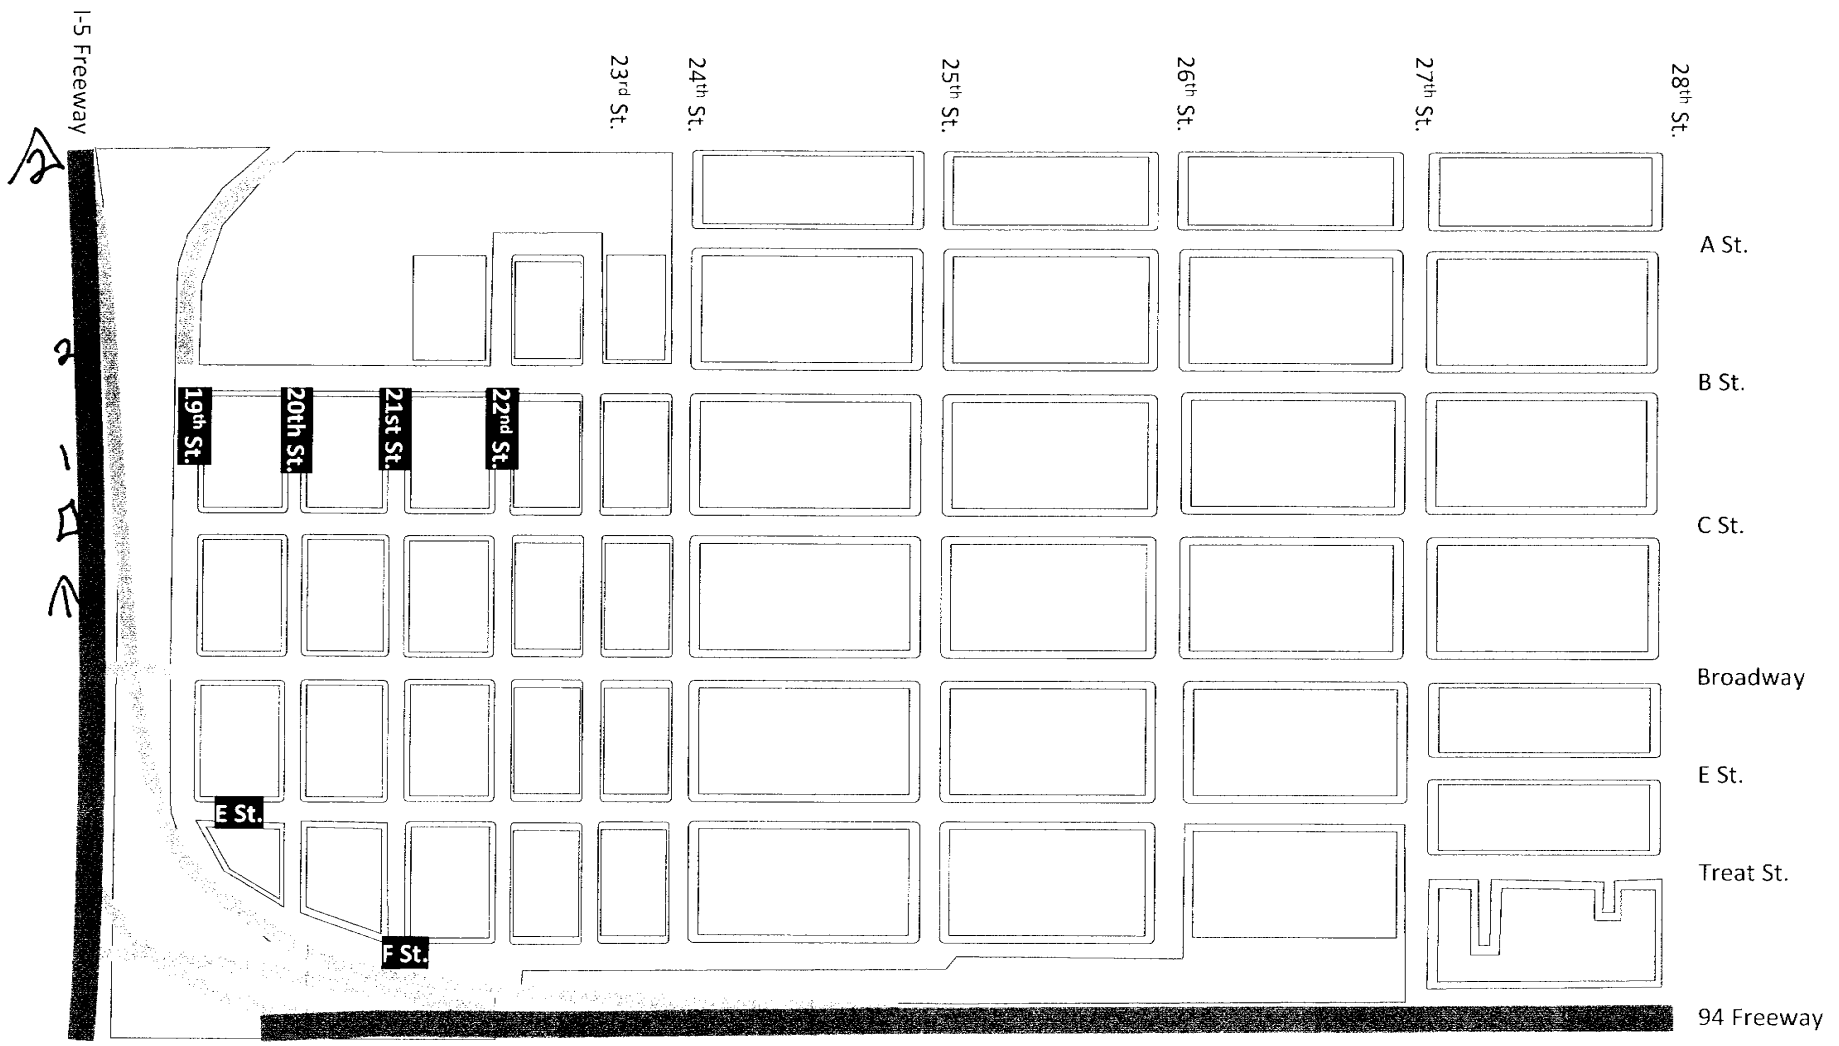 I-5 Freeway
23rd St.
24th St.
25th St.
26th St.
27th St.
28th St.
A St.
B St.
19th St.
20th St.
21st St.
22nd St.
C St.
Broadway
E St.
E St.
Treat St.
F St.
94 Freeway